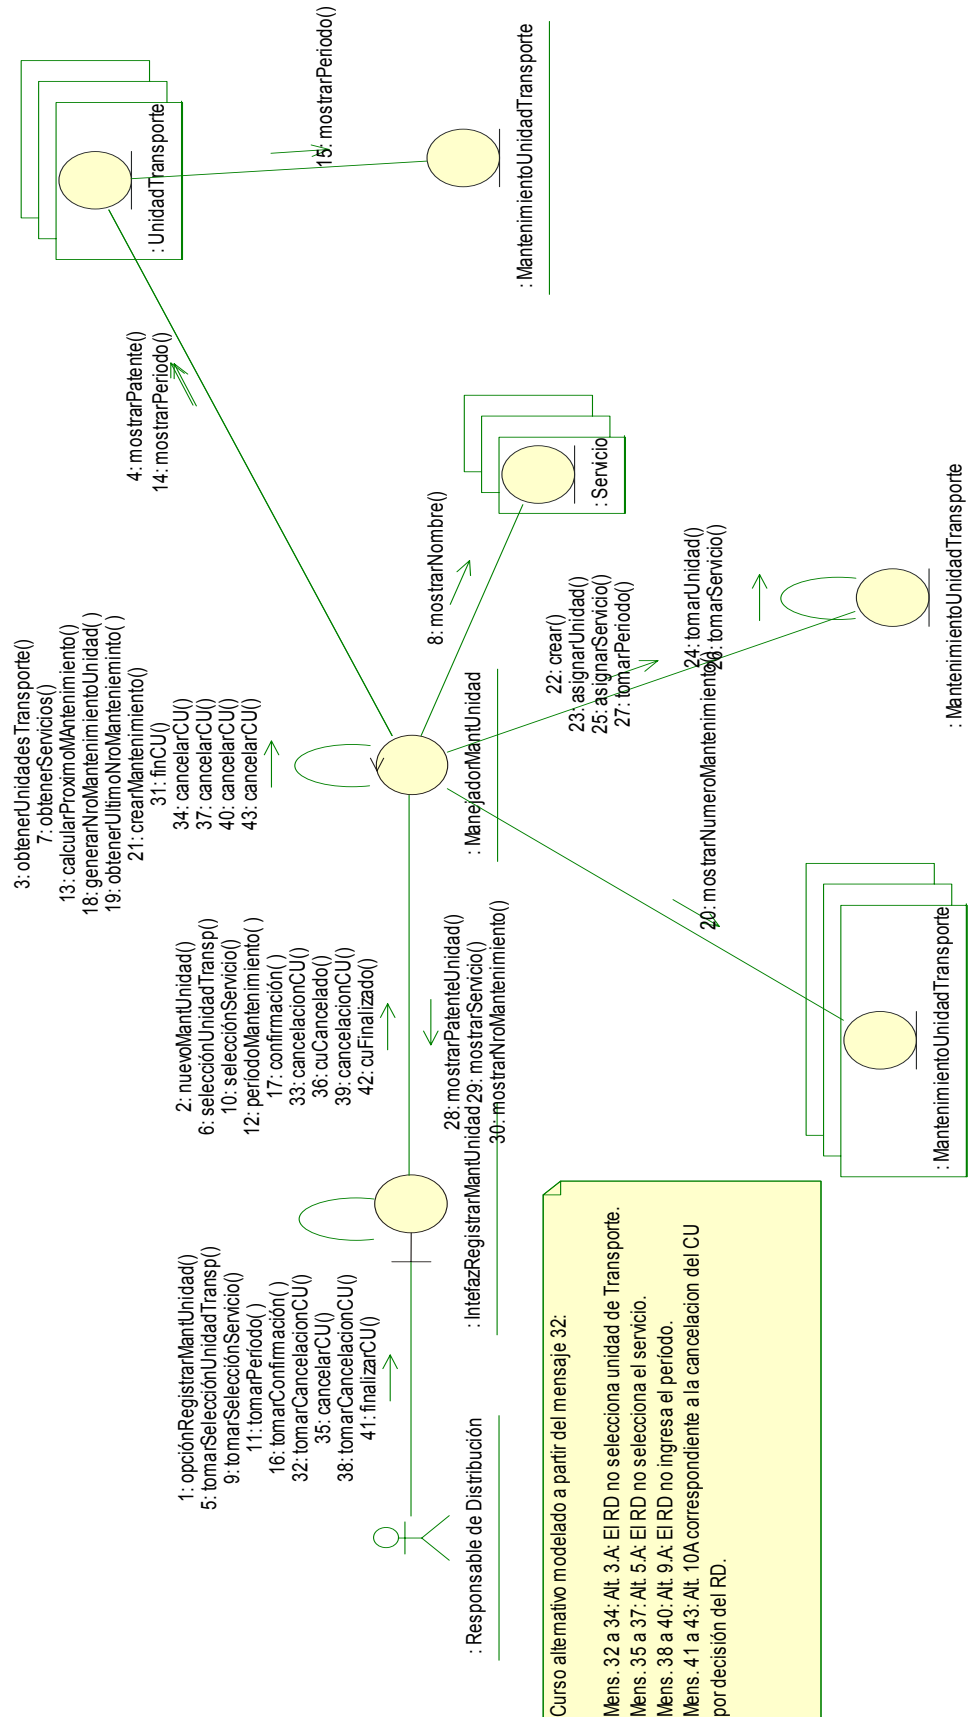 1: opciónRegistrarMantUnidad()
5: tomarSelecciónUnidadTransp()
9: tomarSelecciónServicio()
11: tomarPeríodo( )
16: tomarConfirmación( )
32: tomarCancelacionCU()
35: cancelarCU()
38: tomarCancelacionCU()
41: finalizarCU()
: Responsable de Distribución
2: nuevoMantUnidad()
6: selecciónUnidadTransp()
10: selecciónServicio()
12: períodoMantenimiento( )
17: confirmación( )
33: cancelacionCU()
36: cuCancelado()
39: cancelacionCU()
42: cuFinalizado()
28: mostrarPatenteUnidad()
29: mostrarServicio()
30: mostrarNroMantenimiento()
: IntefazRegistrarMantUnidad
3: obtenerUnidadesTransporte()
7: obtenerServicios()
13: calcularProximoMAntenimiento()
18: generarNroMantenimientoUnidad( )
19: obtenerUltimoNroMantenieminto( )
21: crearMantenimiento()
31: finCU()
34: cancelarCU()
37: cancelarCU()
40: cancelarCU()
43: cancelarCU()
: ManejadorMantUnidad
4: mostrarPatente()
14: mostrarPeriodo()
: UnidadTransporte
15: mostrarPeriodo()
: MantenimientoUnidadTransporte
8: mostrarNombre()
: Servicio
22: crear()
23: asignarUnidad()
25: asignarServicio()
27: tomarPeriodo()
24: tomarUnidad()
26: tomarServicio()
: MantenimientoUnidadTransporte
20: mostrarNumeroMantenimiento()
: MantenimientoUnidadTransporte
Curso alternativo modelado a partir del mensaje 32:
Mens. 32 a 34: Alt. 3.A: El RD no selecciona unidad de Transporte.
Mens. 35 a 37: Alt. 5.A: El RD no selecciona el servicio.
Mens. 38 a 40: Alt. 9.A: El RD no ingresa el período.
Mens. 41 a 43: Alt. 10A correspondiente a la cancelacion del CU
por decisión del RD.